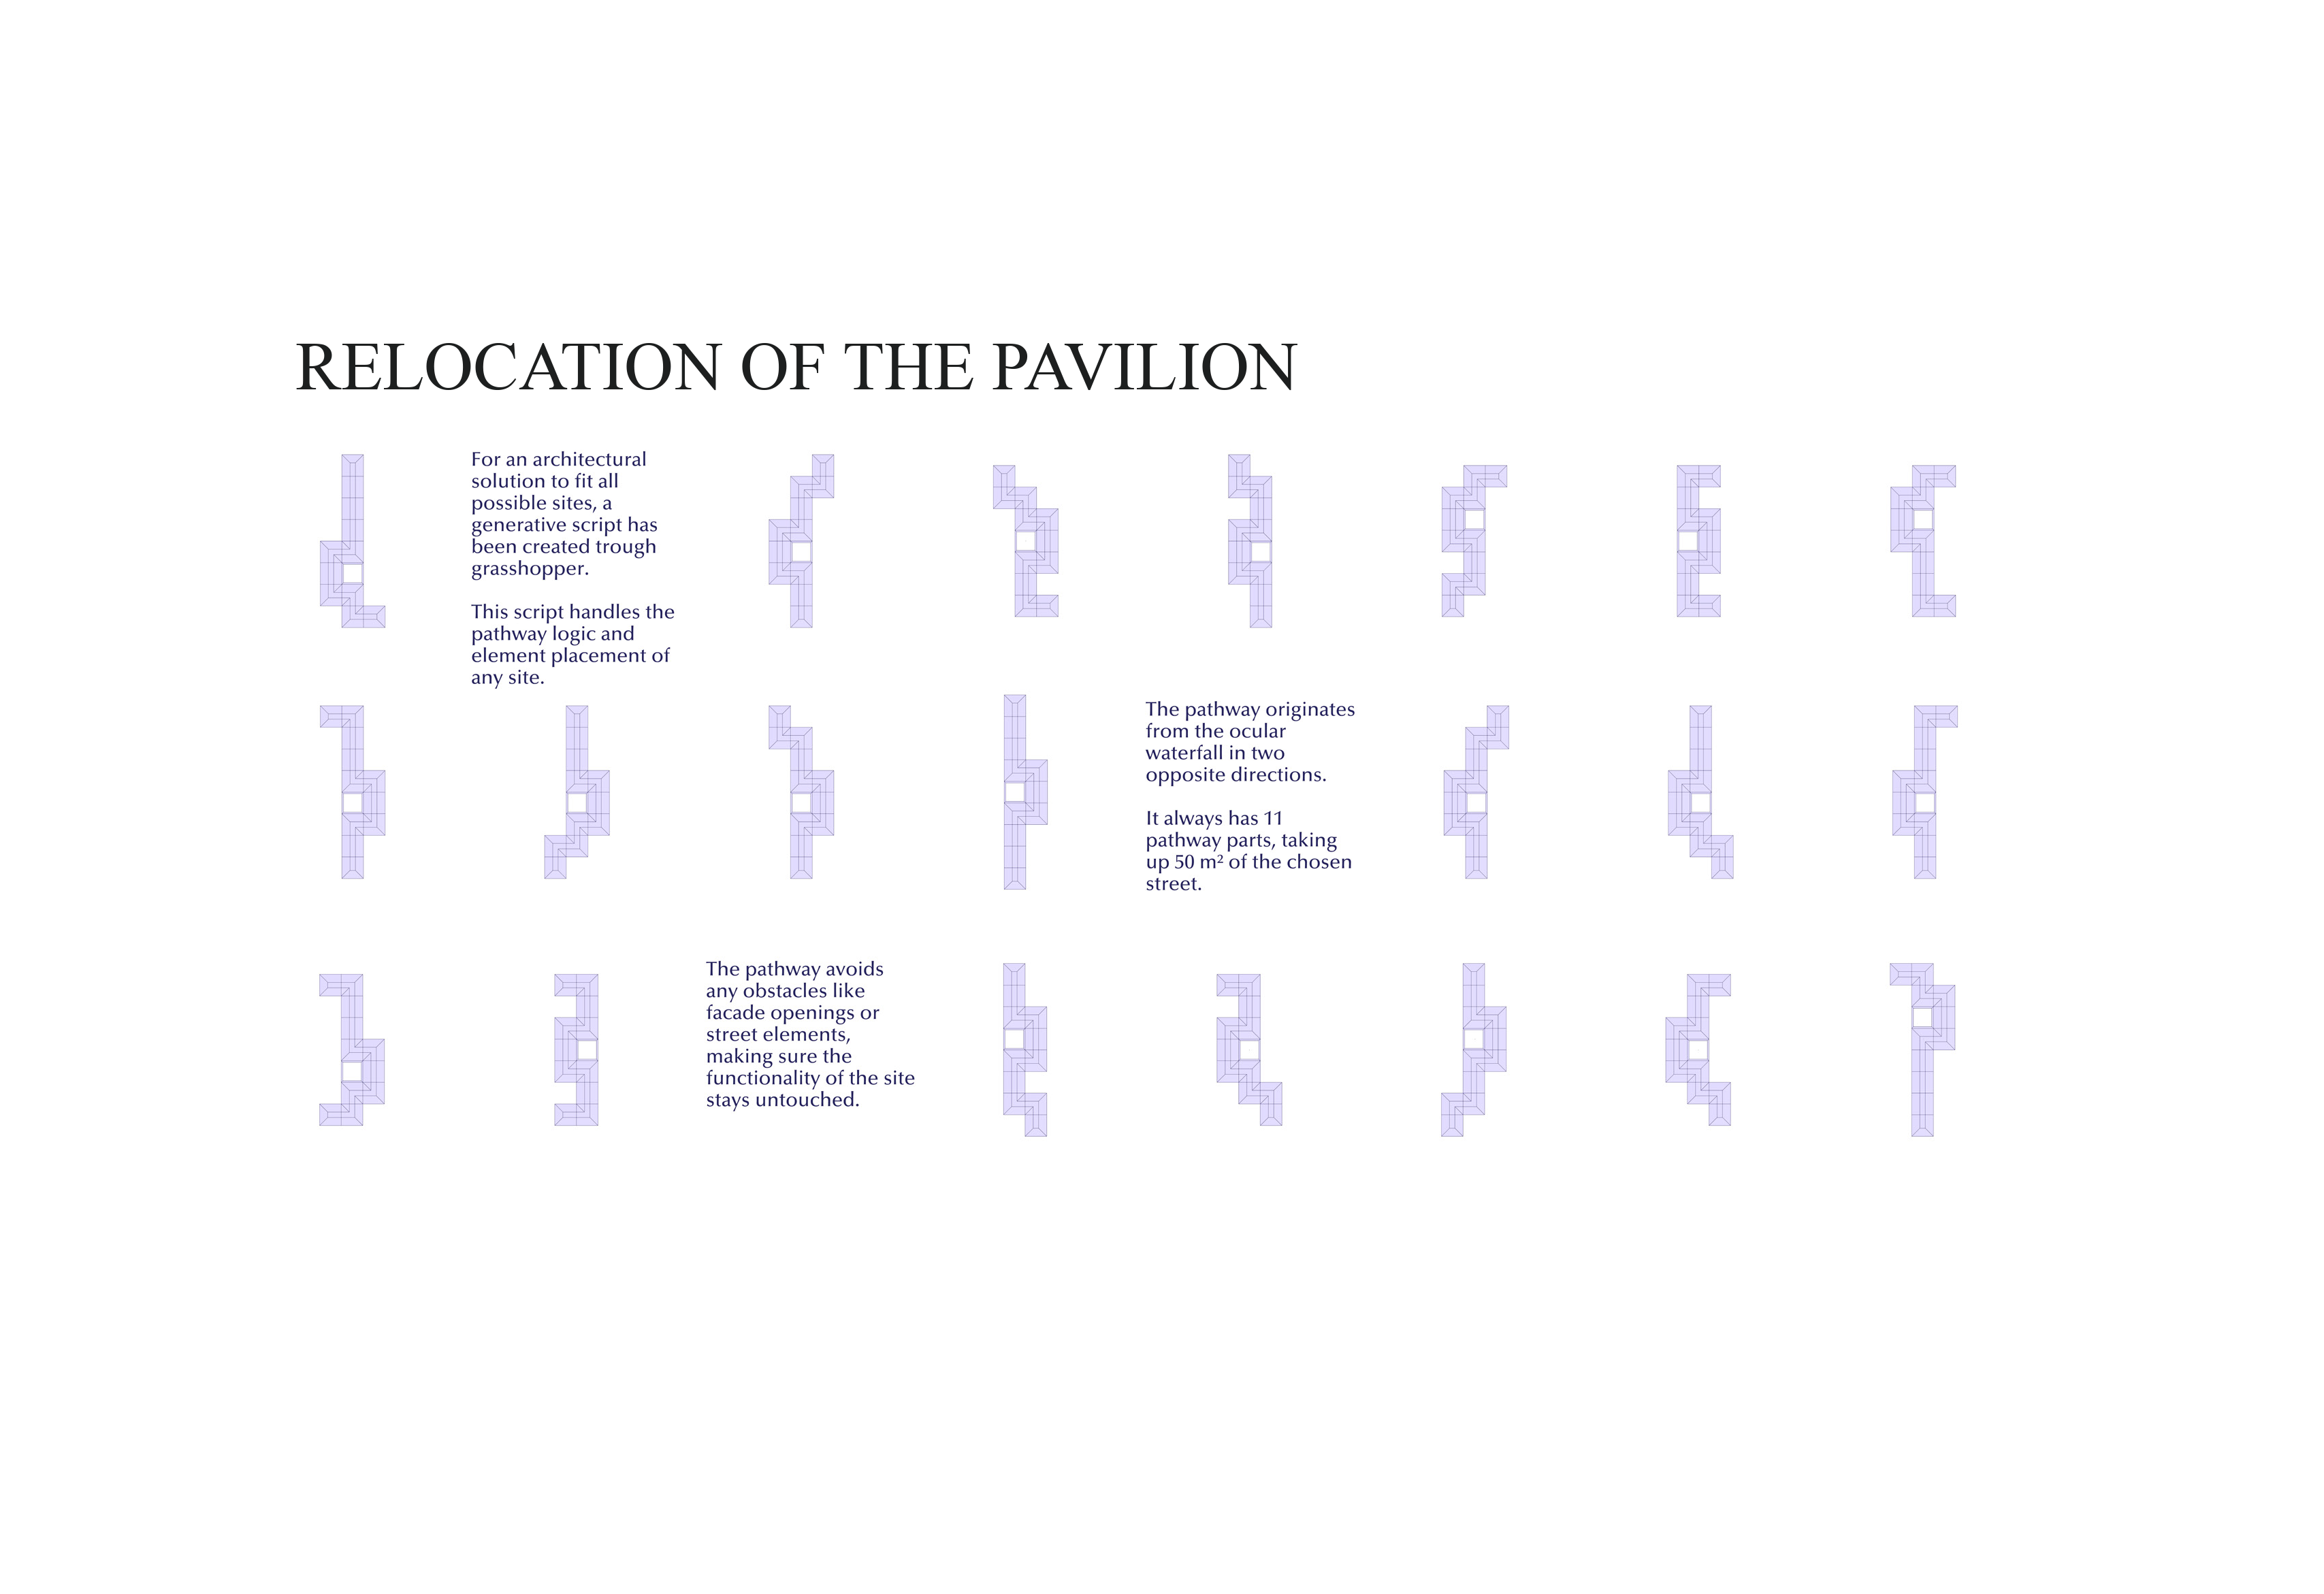 RELOCATION OF THE PAVILION
For an architectural
solution to fit all
possible sites, a
generative script has
been created trough
grasshopper.
This script handles the
pathway logic and
element placement of
any site.
The pathway originates
from the ocular
waterfall in two
opposite directions.
It always has 11
pathway parts, taking
up 50 m² of the chosen
street.
The pathway avoids
any obstacles like
facade openings or
street elements,
making sure the
functionality of the site
stays untouched.